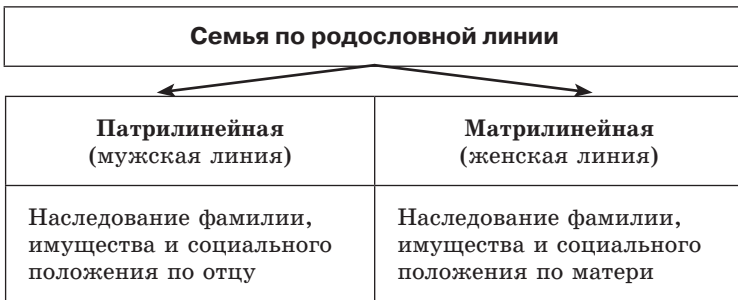 Семья по родословной линии
Патрилинейная
(мужская линия)
Матрилинейная
(женская линия)
Наследование фамилии,
имущества и социального
положения по отцу
Наследование фамилии,
имущества и социального
положения по матери